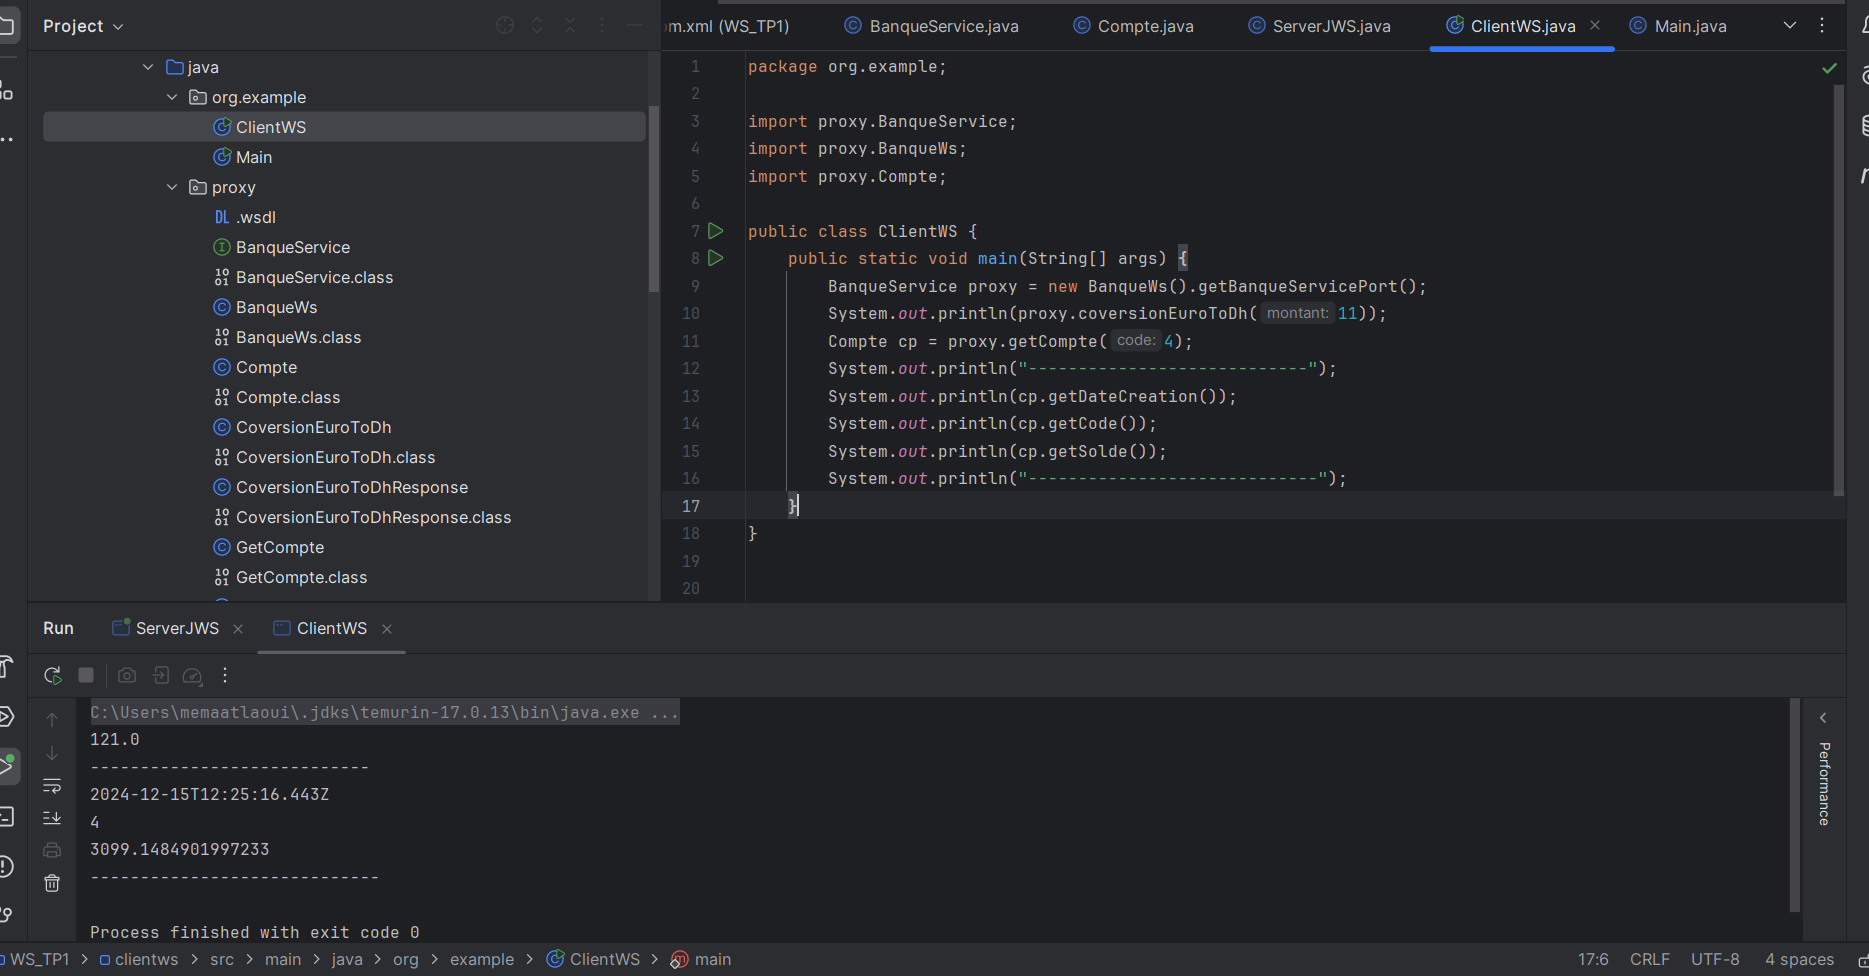 Project
java
org.example
ClientWS
Main
proxy
.wsdl
BanqueService
BanqueService.class
BanqueWs
BanqueWs.class
Compte
Compte.class
CoversionEuroToDh
CoversionEuroToDh.class
CoversionEuroToDhResponse
CoversionEuroToDhResponse.class
GetCompte
GetCompte.class
om.xml (WS_TP1) BanqueService.java Compte.java ServerJWS.java ClientWS.java Main.java
1 package org.example;
2
3 import proxy.BanqueService;
4 import proxy.BanqueWs;
5 import proxy.Compte;
6
7 public class ClientWS {
8 public static void main(String[] args) {
9 BanqueService proxy = new BanqueWs().getBanqueServicePort();
10 System.out.println(proxy.coversionEuroToDh( montant: 11));
11 Compte cp = proxy.getCompte( code: 4);
12 System.out.println("----------------------------");
13 System.out.println(cp.getDateCreation());
14 System.out.println(cp.getCode());
15 System.out.println(cp.getSolde());
16 System.out.println("-----------------------------");
17 }
18 }
19
20
Run ServerJWS ClientWS
C:\Users\memaatlaoui\.jdks\temurin-17.0.13\bin\java.exe ...
121.0
----------------------------
2024-12-15T12:25:16.443Z
4
3099.1484901997233
-----------------------------
Process finished with exit code 0
Performance
WS_TP1 > clientws > src > main > java > org > example > ClientWS > main
17:6 CRLF UTF-8 4 spaces